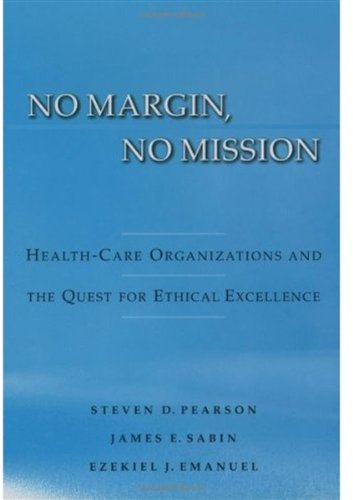 NO MARGIN,
NO MISSION
HEALTH-CARE ORGANIZATIONS AND
THE QUEST FOR ETHICAL EXCELLENCE
STEVEN D. PEARSON
JAMES E. SABIN
EZEKIEL J. EMANUEL